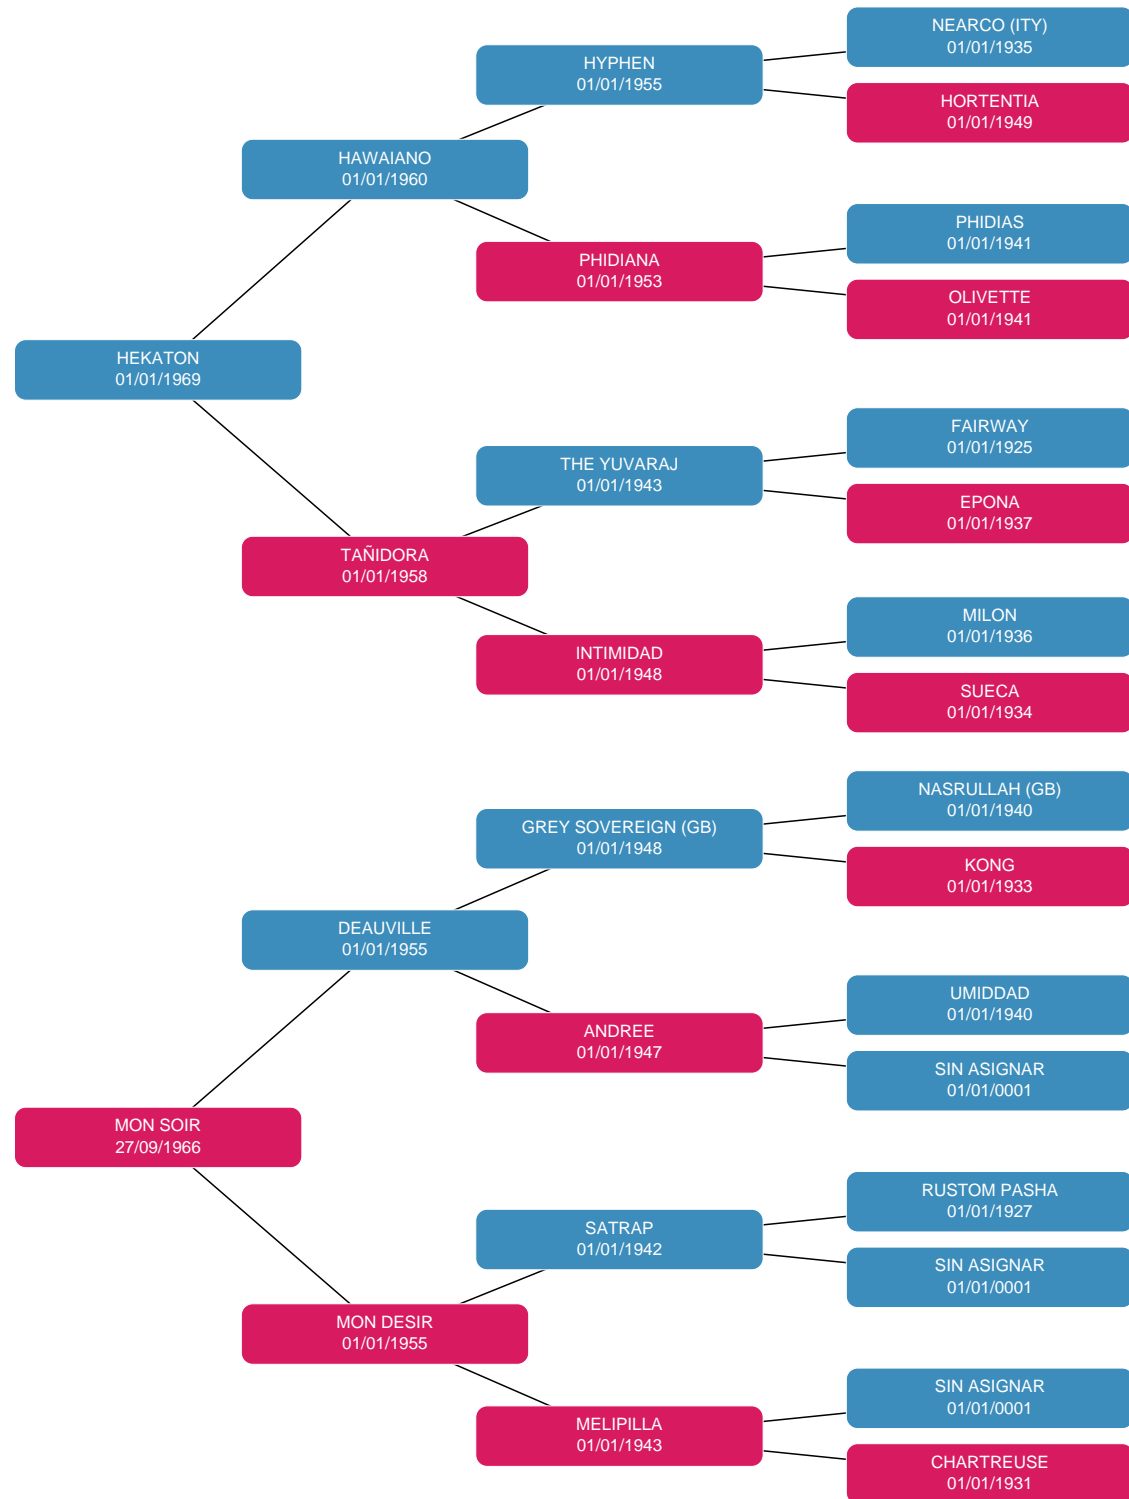 NEARCO (ITY)
01/01/1935
HYPHEN
01/01/1955
HORTENTIA
01/01/1949
HAWAIANO
01/01/1960
PHIDIAS
01/01/1941
PHIDIANA
01/01/1953
OLIVETTE
01/01/1941
HEKATON
01/01/1969
FAIRWAY
01/01/1925
THE YUVARAJ
01/01/1943
EPONA
01/01/1937
TAÑIDORA
01/01/1958
MILON
01/01/1936
INTIMIDAD
01/01/1948
SUECA
01/01/1934
NASRULLAH (GB)
01/01/1940
GREY SOVEREIGN (GB)
01/01/1948
KONG
01/01/1933
DEAUVILLE
01/01/1955
UMIDDAD
01/01/1940
ANDREE
01/01/1947
SIN ASIGNAR
01/01/0001
MON SOIR
27/09/1966
RUSTOM PASHA
01/01/1927
SATRAP
01/01/1942
SIN ASIGNAR
01/01/0001
MON DESIR
01/01/1955
SIN ASIGNAR
01/01/0001
MELIPILLA
01/01/1943
CHARTREUSE
01/01/1931